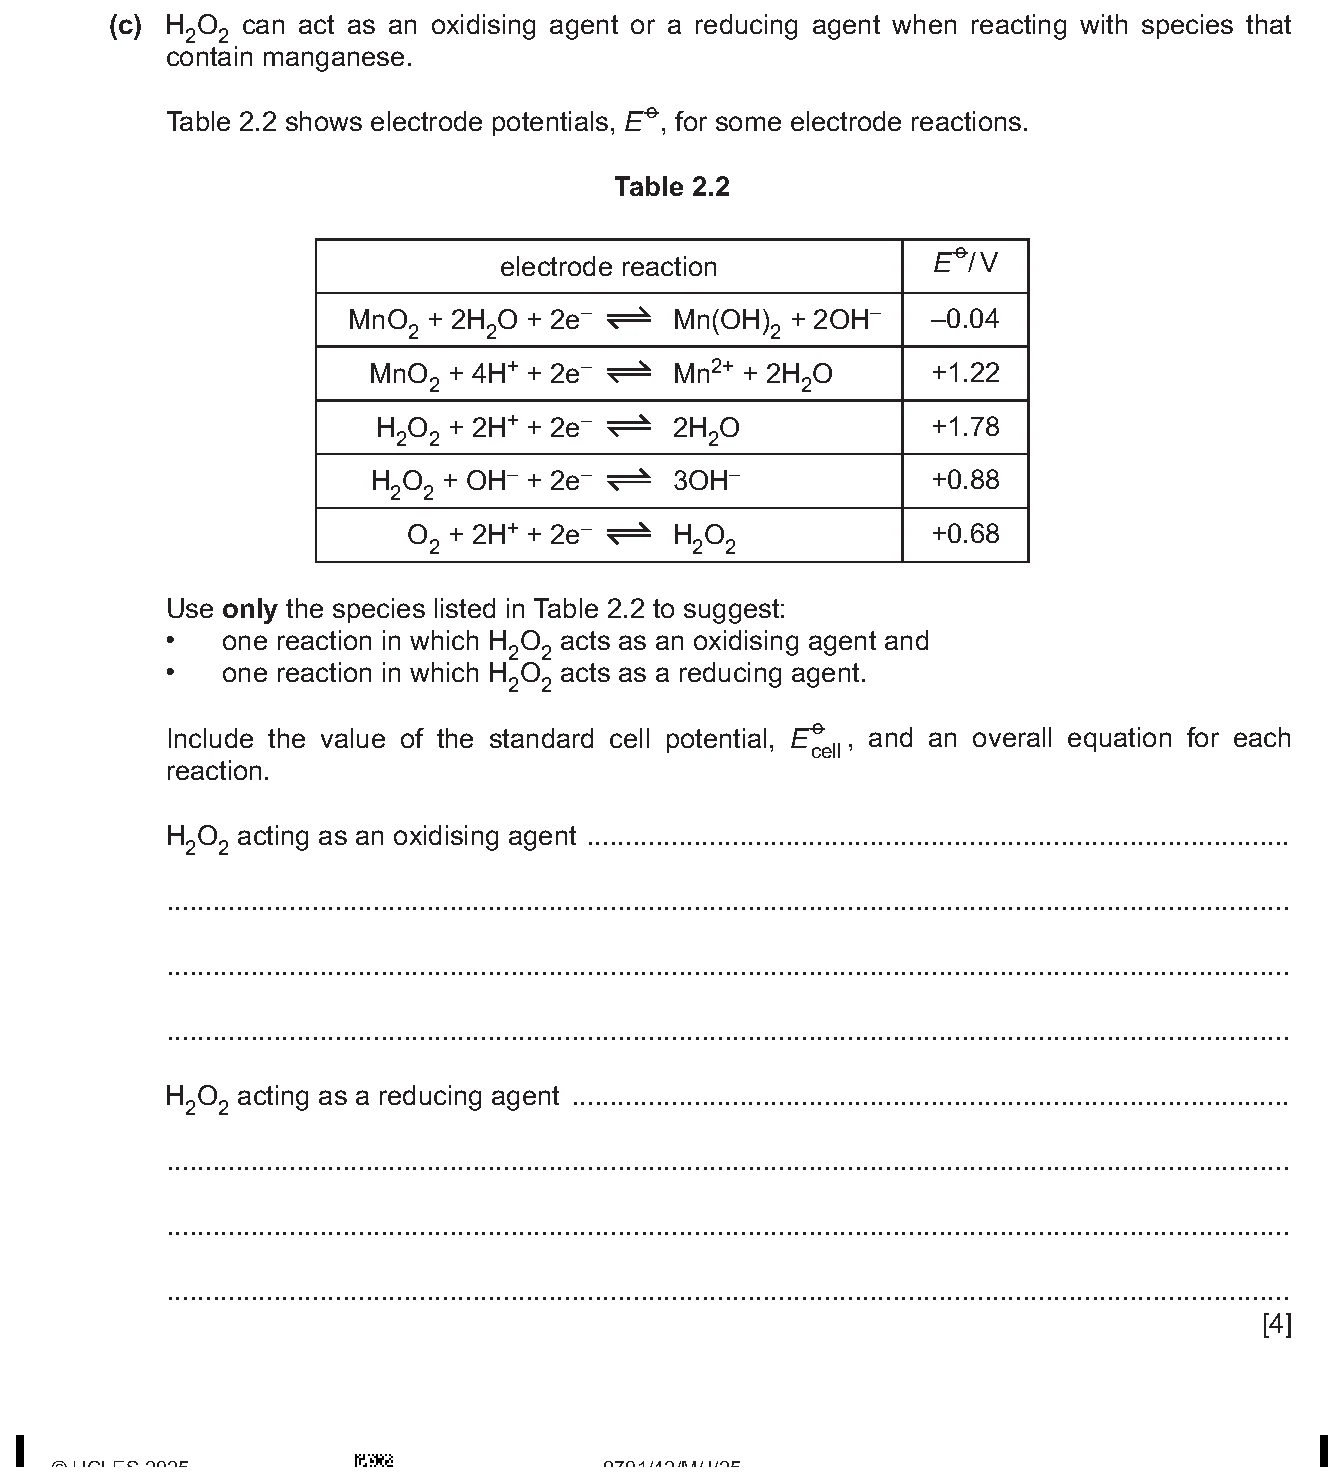 (c) H₂O₂ can act as an oxidising agent or a reducing agent when reacting with species that
contain manganese.
Table 2.2 shows electrode potentials, E⦵, for some electrode reactions.
Table 2.2
electrode reaction E⦵/V
MnO₂ + 2H₂O + 2e⁻ ⇌ Mn(OH)₂ + 2OH⁻ –0.04
MnO₂ + 4H⁺ + 2e⁻ ⇌ Mn²⁺ + 2H₂O +1.22
H₂O₂ + 2H⁺ + 2e⁻ ⇌ 2H₂O +1.78
H₂O₂ + OH⁻ + 2e⁻ ⇌ 3OH⁻ +0.88
O₂ + 2H⁺ + 2e⁻ ⇌ H₂O₂ +0.68
Use only the species listed in Table 2.2 to suggest:
• one reaction in which H₂O₂ acts as an oxidising agent and
• one reaction in which H₂O₂ acts as a reducing agent.
Include the value of the standard cell potential, E⦵cell, and an overall equation for each
reaction.
H₂O₂ acting as an oxidising agent
H₂O₂ acting as a reducing agent
[4]
© UCLES 2025 9701/42/M/J/25